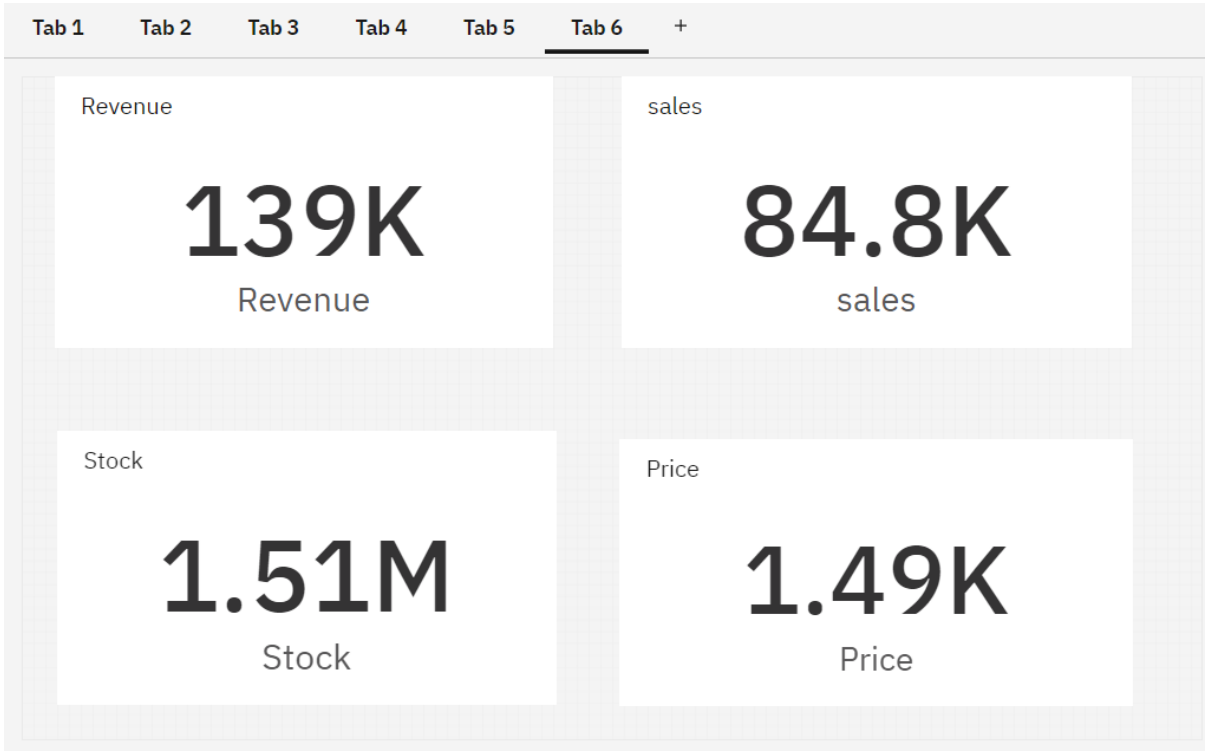 Tab 1 Tab 2 Tab 3 Tab 4 Tab 5 Tab 6 +
Revenue
139K
Revenue
sales
84.8K
sales
Stock
1.51M
Stock
Price
1.49K
Price